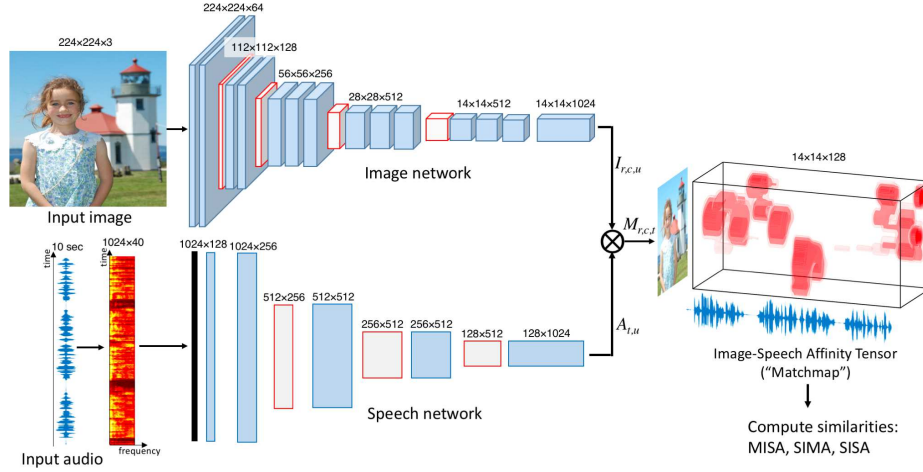 224×224×64
224×224×3
112×112×128
56×56×256
28×28×512
14×14×512
14×14×1024
Input image
Image network
I r,c,u
M r,c,t
A t,u
14×14×128
10 sec
1024×40
time
time
frequency
Input audio
1024×128
1024×256
512×256
512×512
256×512
256×512
128×512
128×1024
Speech network
Image-Speech Affinity Tensor
(“Matchmap”)
Compute similarities:
MISA, SIMA, SISA